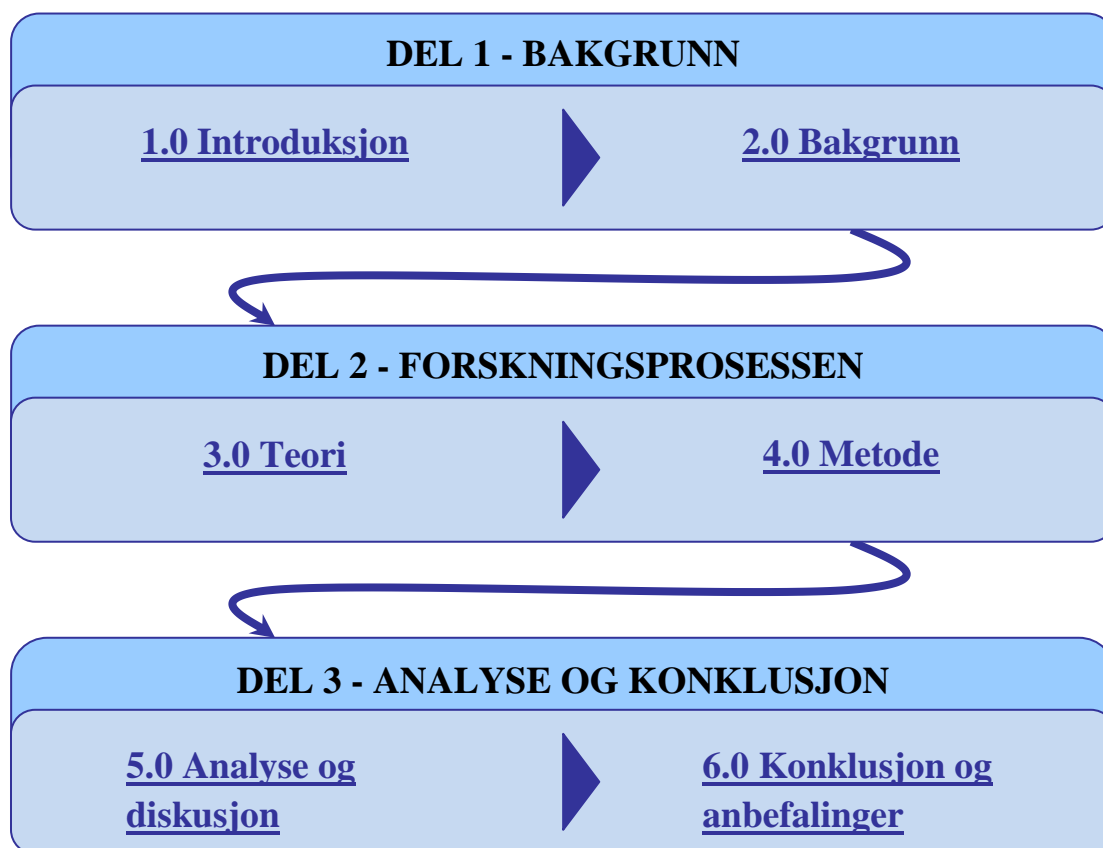 DEL 1 - BAKGRUNN
1.0 Introduksjon
2.0 Bakgrunn
DEL 2 - FORSKNINGSPROSESSEN
3.0 Teori
4.0 Metode
DEL 3 - ANALYSE OG KONKLUSJON
5.0 Analyse og
diskusjon
6.0 Konklusjon og
anbefalinger